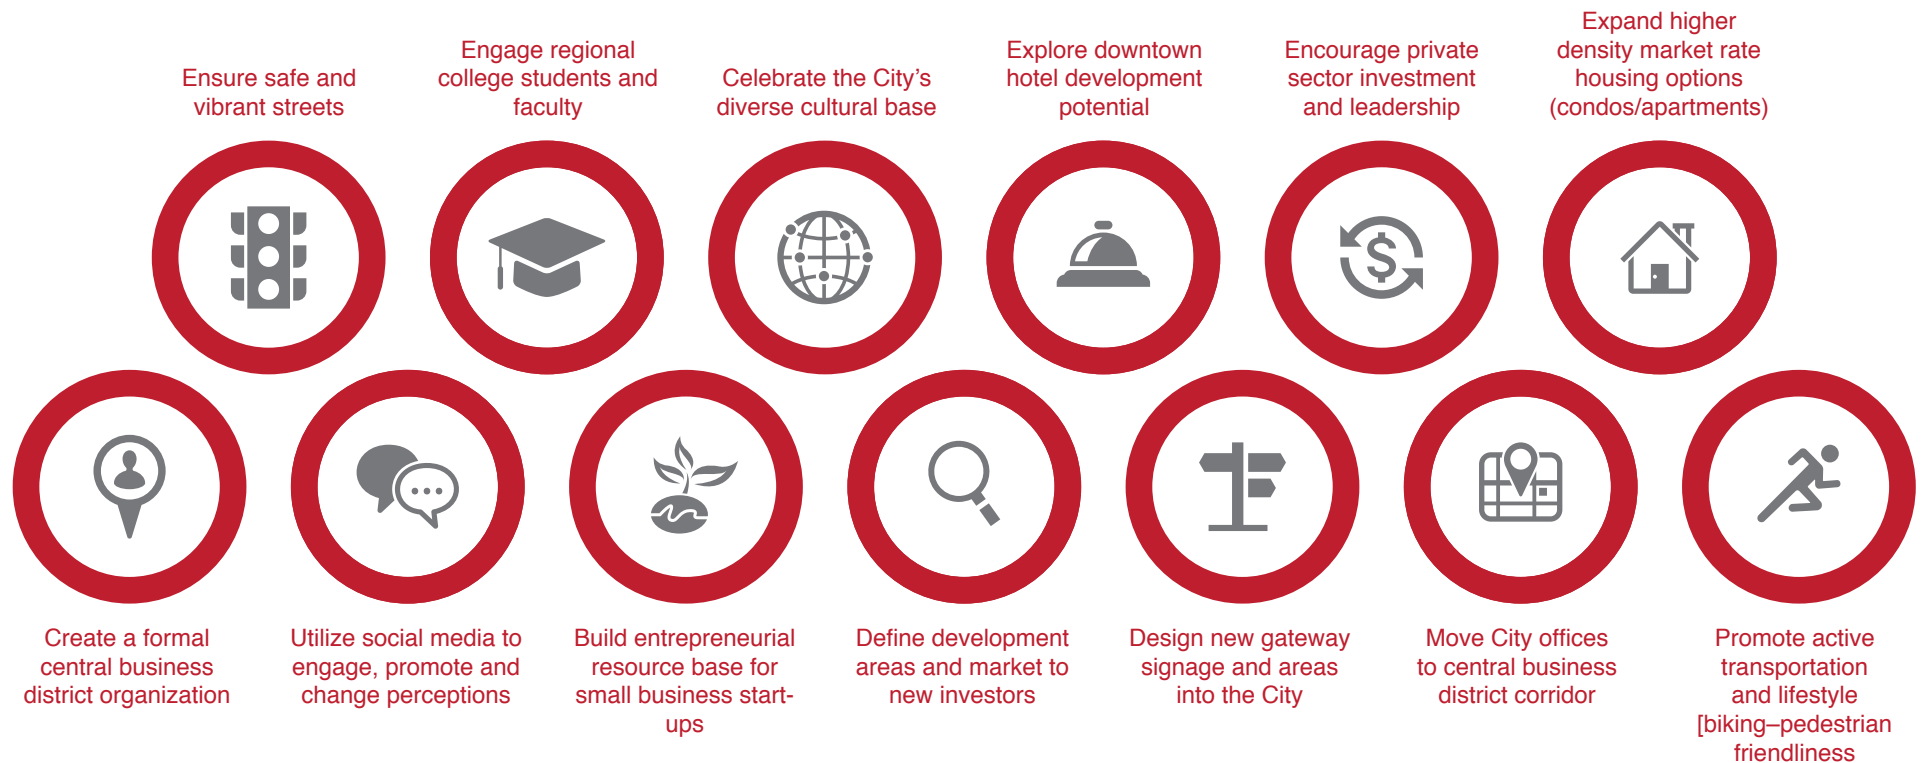 Ensure safe and
vibrant streets
Engage regional
college students and
faculty
Celebrate the City’s
diverse cultural base
Explore downtown
hotel development
potential
Encourage private
sector investment
and leadership
Expand higher
density market rate
housing options
(condos/apartments)
$
Create a formal
central business
district organization
Utilize social media to
engage, promote and
change perceptions
Build entrepreneurial
resource base for
small business start-
ups
Define development
areas and market to
new investors
Design new gateway
signage and areas
into the City
Move City offices
to central business
district corridor
Promote active
transportation
and lifestyle
[biking–pedestrian
friendliness